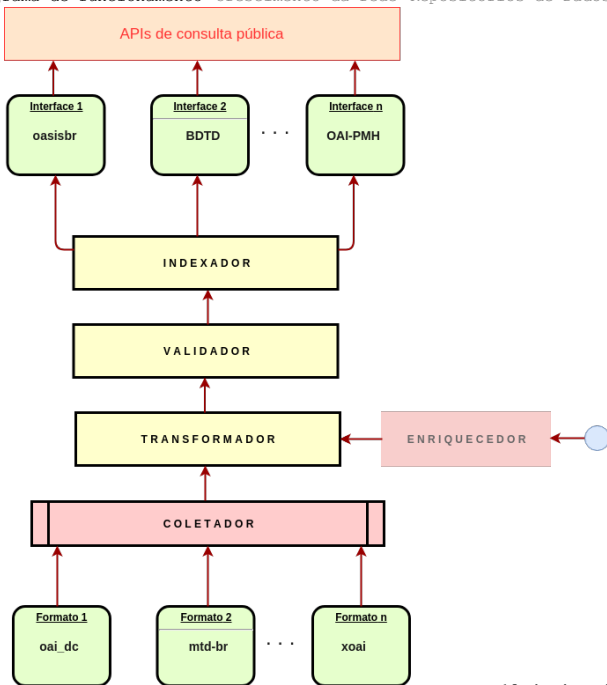 APIs de consulta pública
Interface 1
oasisbr
Interface 2
BDTD
. . .
Interface n
OAI-PMH
INDEXADOR
VALIDADOR
TRANSFORMADOR
ENRIQUECEDOR
COLETADOR
Formato 1
oai_dc
Formato 2
mtd-br
. . .
Formato n
xoai